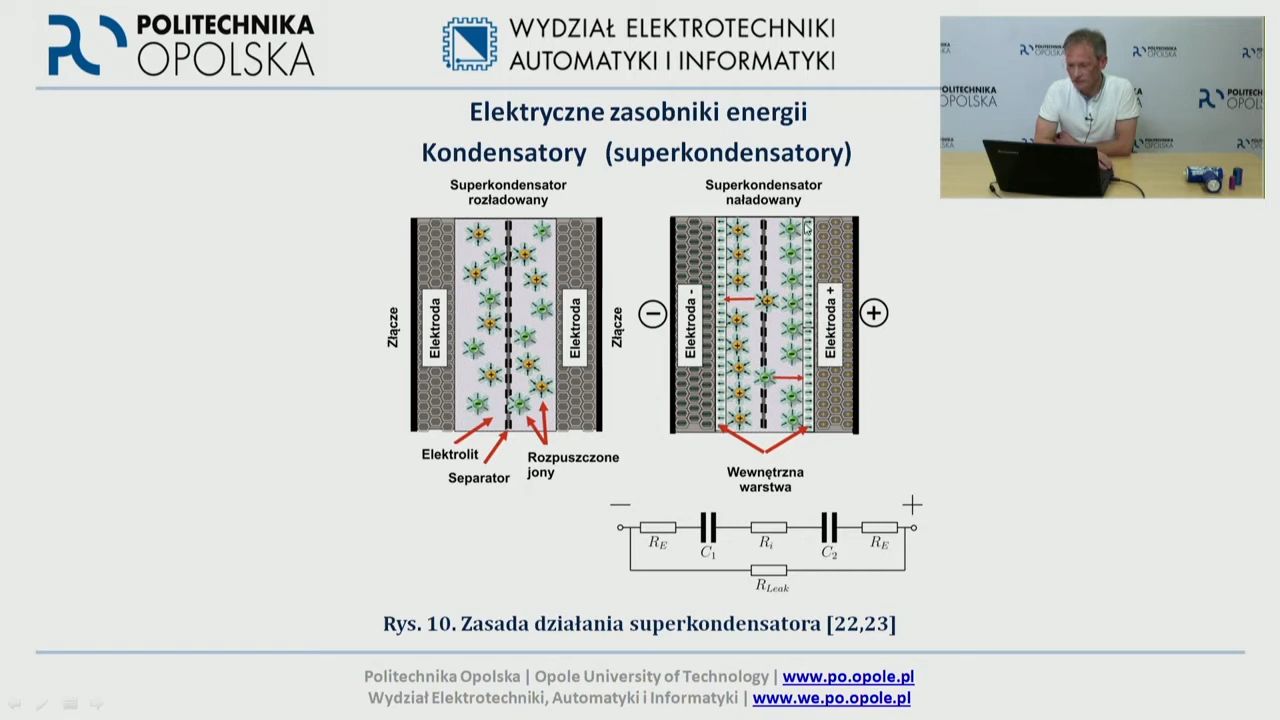 POLITECHNIKA
OPOLSKA
WYDZIAŁ ELEKTROTECHNIKI
AUTOMATYKI I INFORMATYKI
Elektryczne zasobniki energii
Kondensatory (superkondensatory)
POLITECHNIKA
OPOLSKA
Superkondensator
rozładowany
Superkondensator
naładowany
Złącze
Elektroda
Elektroda
Złącze
Elektroda -
Elektroda +
Elektrolit
Separator
Rozpuszczone
jony
Wewnętrzna
warstwa
− +
R_E C_1 R_i C_2 R_E
R_Leak
Rys. 10. Zasada działania superkondensatora [22,23]
Politechnika Opolska | Opole University of Technology | www.po.opole.pl
Wydział Elektrotechniki, Automatyki i Informatyki | www.we.po.opole.pl